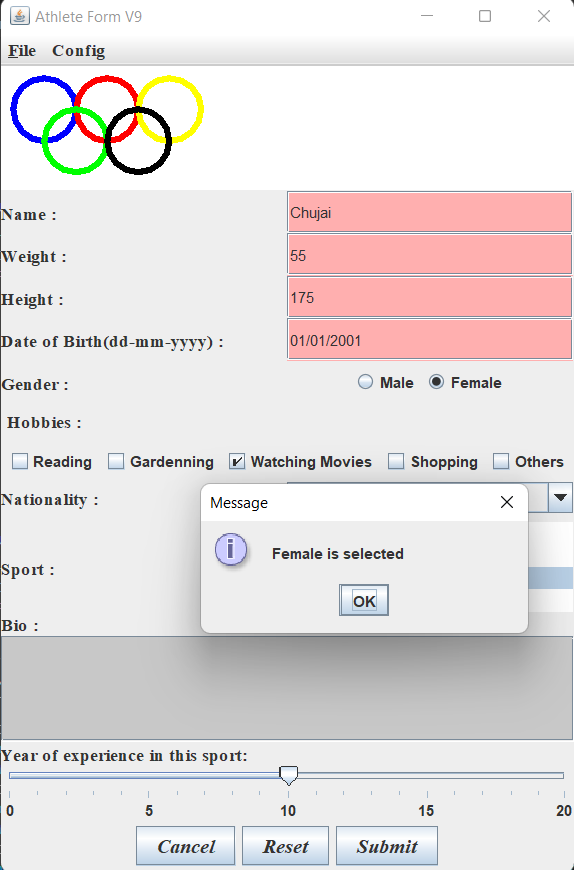 Athlete Form V9
File Config
Name : Chujai
Weight : 55
Height : 175
Date of Birth(dd-mm-yyyy) : 01/01/2001
Gender : Male Female
Hobbies :
Reading Gardenning Watching Movies Shopping Others
Nationality :
Message
Female is selected
OK
Sport :
Bio :
Year of experience in this sport:
0 5 10 15 20
Cancel Reset Submit